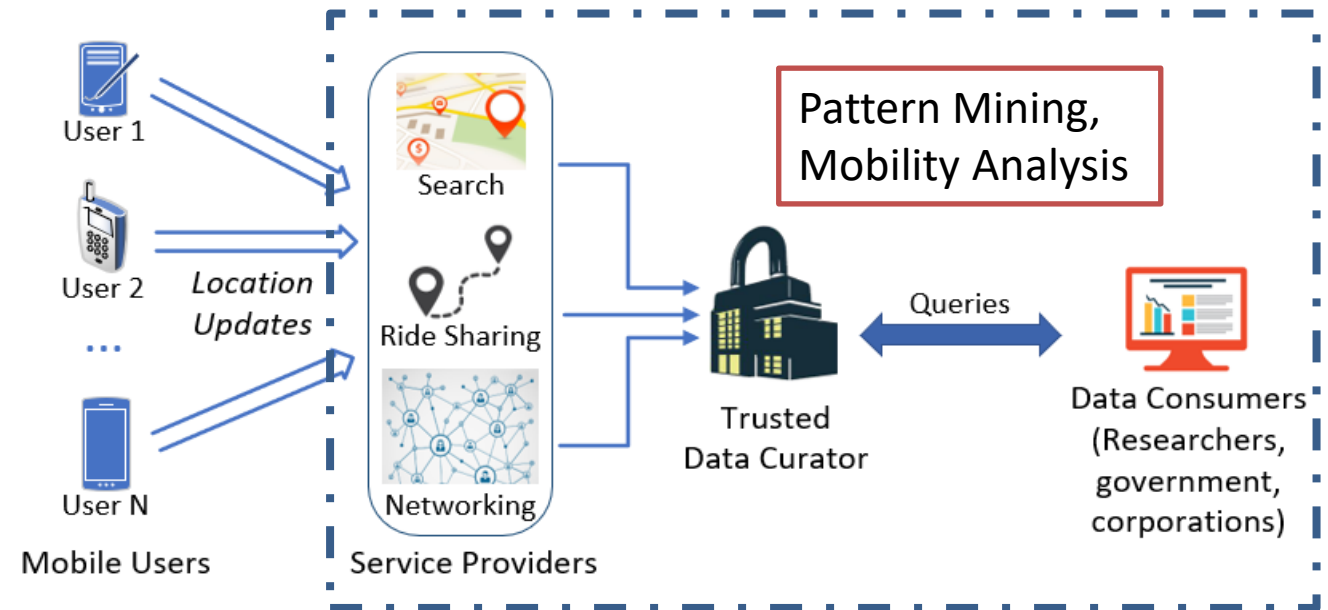 User 1
User 2
...
User N
Mobile Users
Location
Updates
Search
Ride Sharing
Networking
Service Providers
Pattern Mining,
Mobility Analysis
Trusted
Data Curator
Queries
Data Consumers
(Researchers,
government,
corporations)